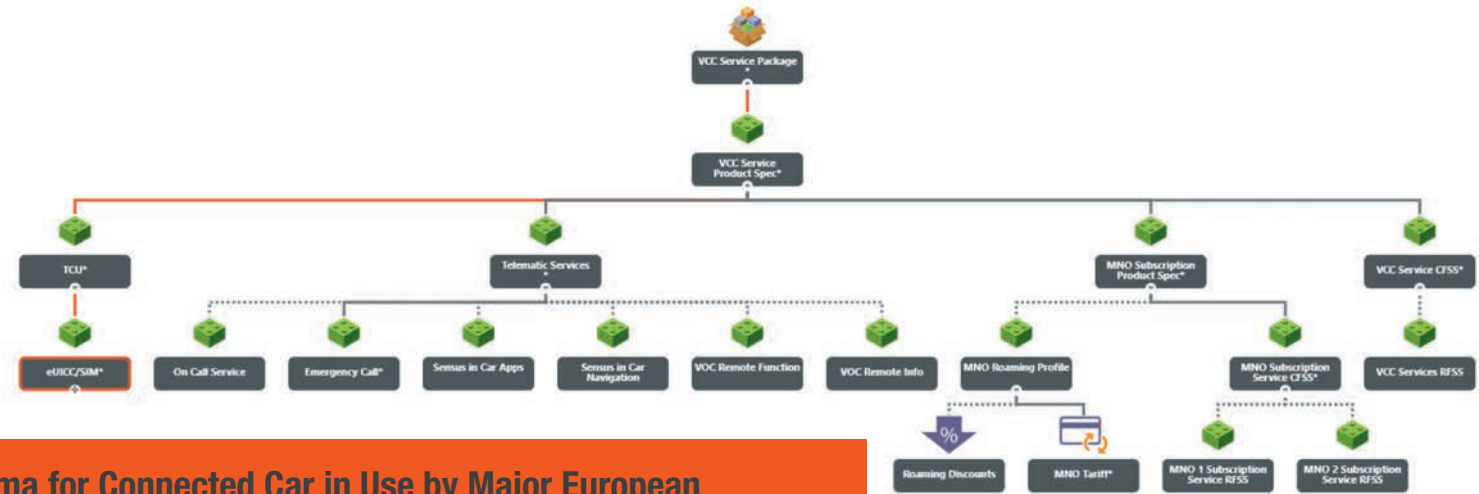 VCC Service Package
*
VCC Service
Product Spec*
TCU*
Telematic Services
*
MNO Subscription
Product Spec*
VCC Service CFSS*
eUICC/SIM*
On Call Service
Emergency Call*
Sensus in Car Apps
Sensus in Car
Navigation
VOC Remote Function
VOC Remote Info
MNO Roaming Profile
MNO Subscription
Service CFSS*
VCC Services RFSS
%
Roaming Discounts
MNO Tariff*
MNO 1 Subscription
Service RFSS
MNO 2 Subscription
Service RFSS
ma for Connected Car in Use by Major European